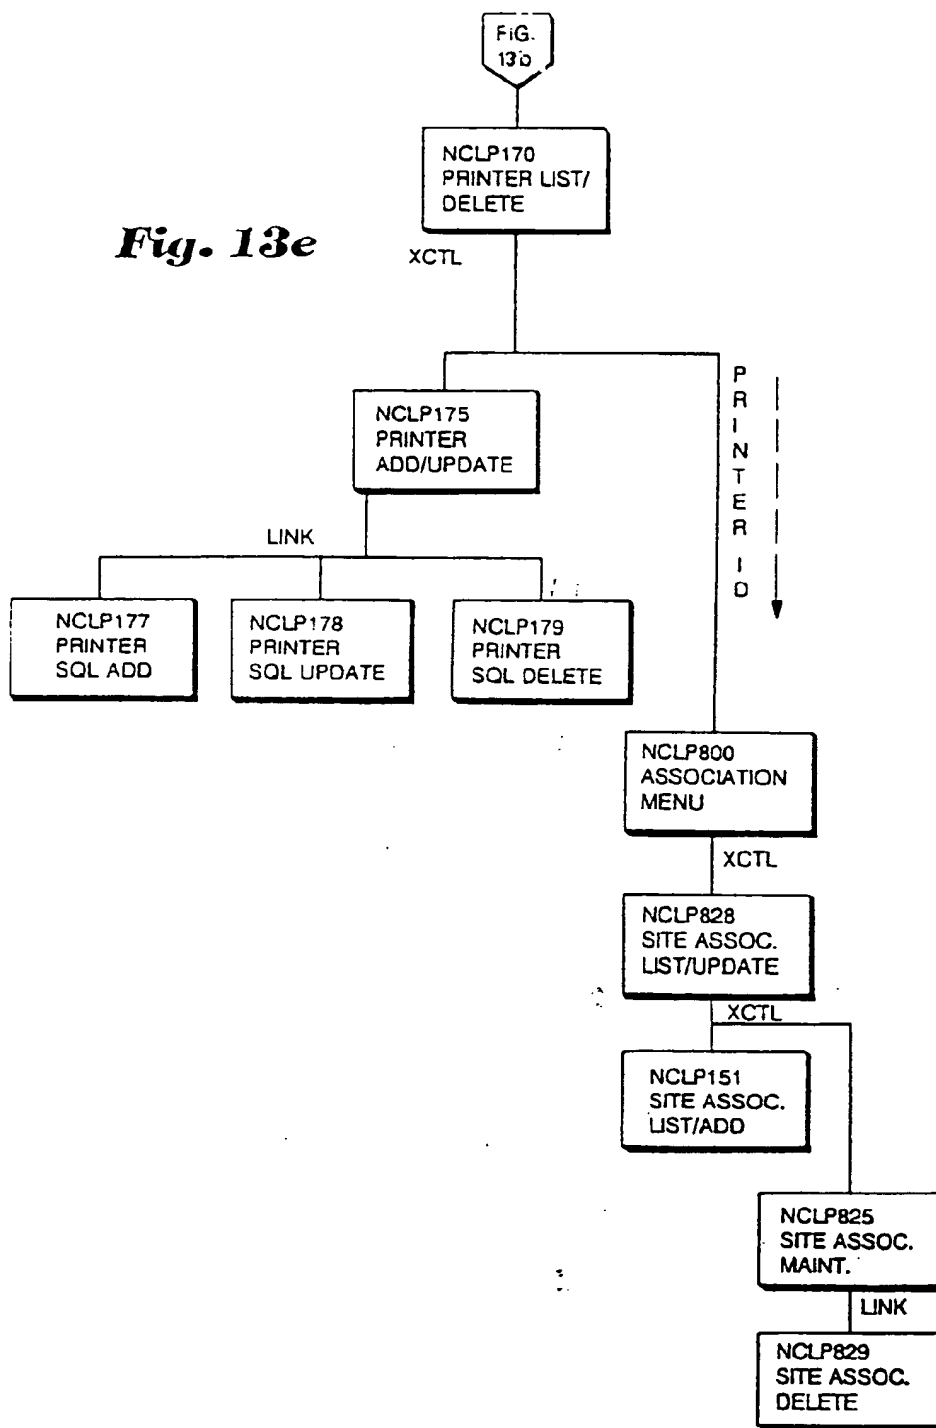 FIG.
13b
NCLP170
PRINTER LIST/
DELETE
Fig. 13e
XCTL
PRINTER ID
NCLP175
PRINTER
ADD/UPDATE
LINK
NCLP177
PRINTER
SQL ADD
NCLP178
PRINTER
SQL UPDATE
NCLP179
PRINTER
SQL DELETE
NCLP800
ASSOCIATION
MENU
XCTL
NCLP828
SITE ASSOC.
LIST/UPDATE
XCTL
NCLP151
SITE ASSOC.
LIST/ADD
NCLP825
SITE ASSOC.
MAINT.
LINK
NCLP829
SITE ASSOC.
DELETE